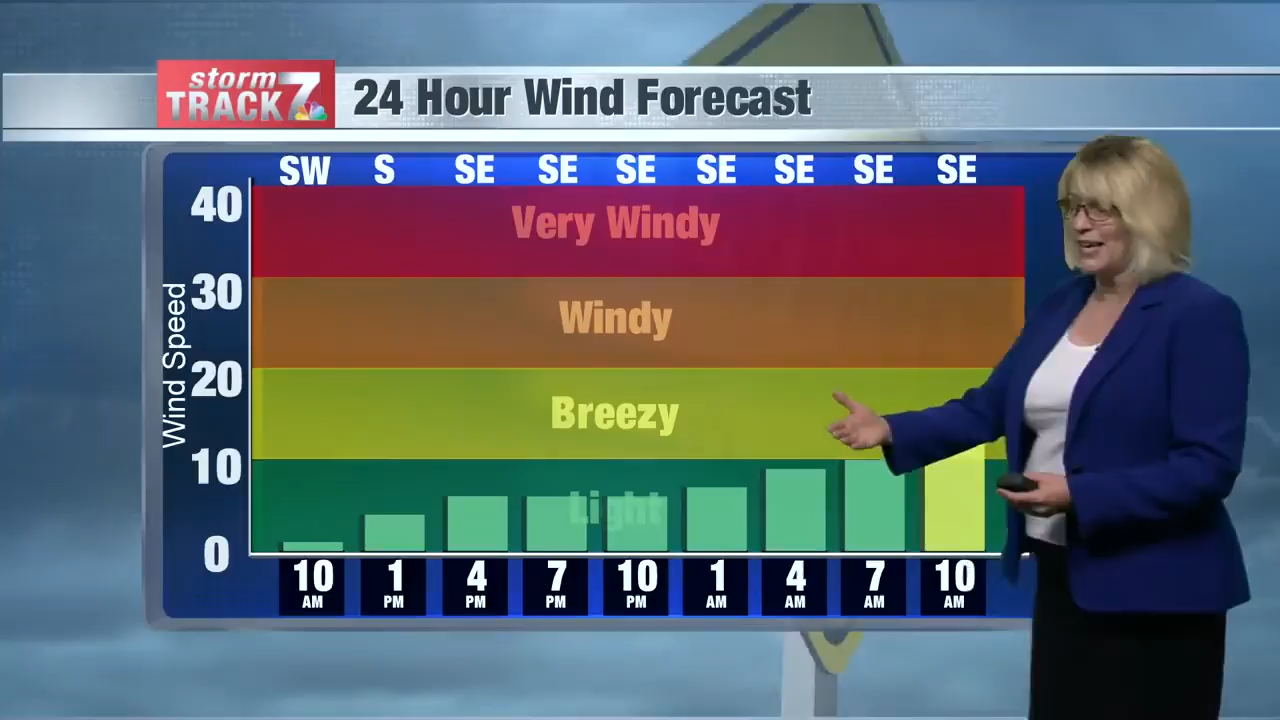 storm
TRACK 7
24 Hour Wind Forecast
SW S SE SE SE SE SE SE SE
40
30
20
10
0
Wind Speed
Very Windy
Windy
Breezy
Light
10 1 4 7 10 1 4 7 10
AM PM PM PM PM AM AM AM AM